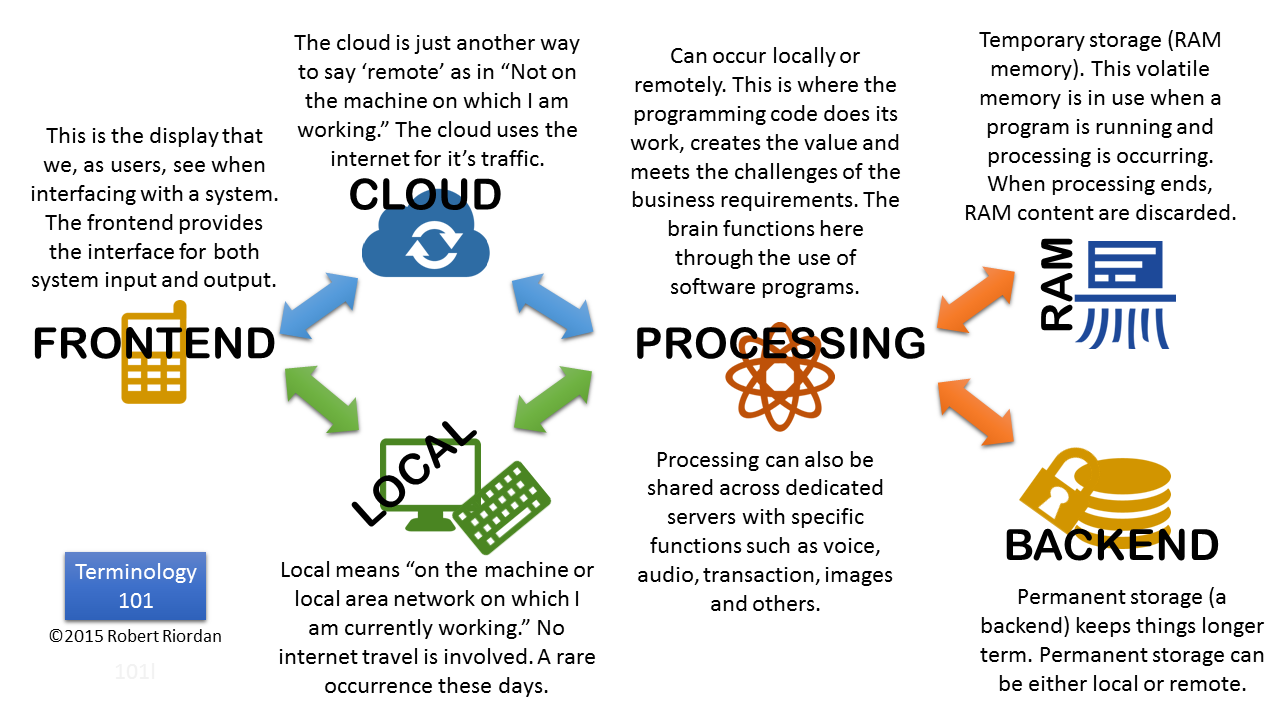 This is the display that
we, as users, see when
interfacing with a system.
The frontend provides
the interface for both
system input and output.
FRONTEND
The cloud is just another way
to say ‘remote’ as in “Not on
the machine on which I am
working.” The cloud uses the
internet for it’s traffic.
CLOUD
LOCAL
Local means “on the machine or
local area network on which I
am currently working.” No
internet travel is involved. A rare
occurrence these days.
Can occur locally or
remotely. This is where the
programming code does its
work, creates the value and
meets the challenges of the
business requirements. The
brain functions here
through the use of
software programs.
PROCESSING
Processing can also be
shared across dedicated
servers with specific
functions such as voice,
audio, transaction, images
and others.
Temporary storage (RAM
memory). This volatile
memory is in use when a
program is running and
processing is occurring.
When processing ends,
RAM content are discarded.
RAM
BACKEND
Permanent storage (a
backend) keeps things longer
term. Permanent storage can
be either local or remote.
Terminology
101
©2015 Robert Riordan
101l